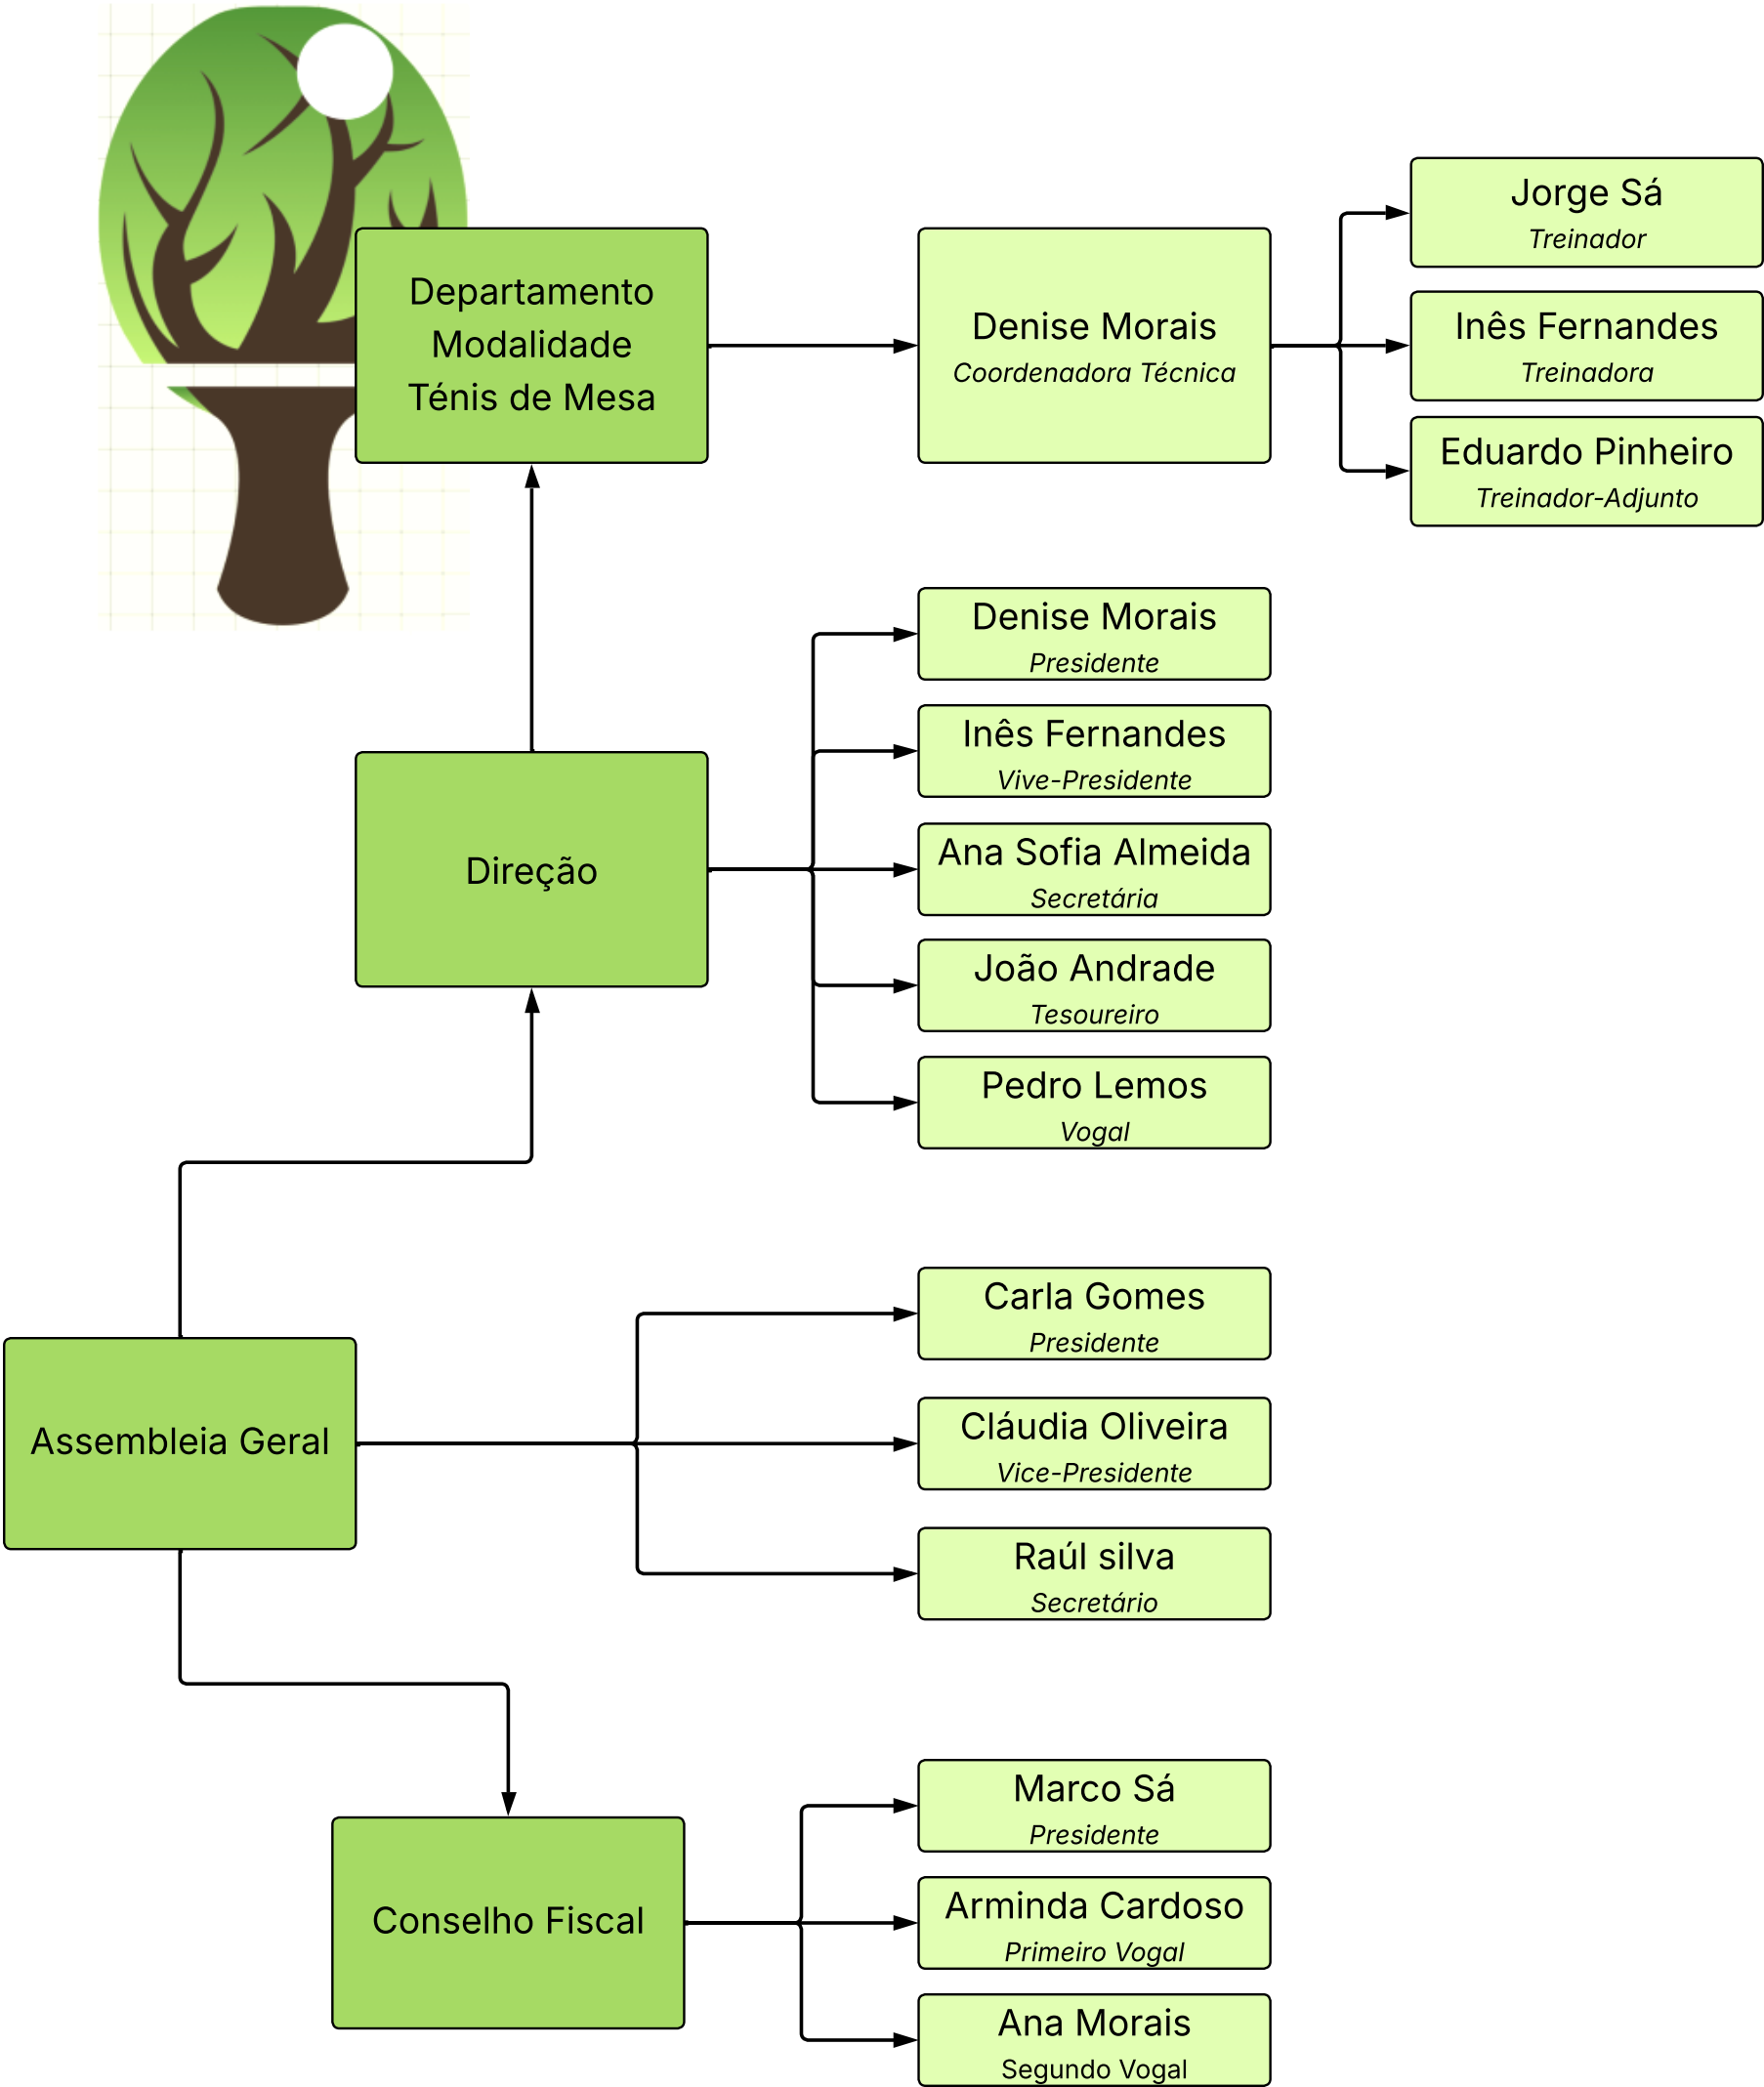 Departamento
Modalidade
Ténis de Mesa
Denise Morais
Coordenadora Técnica
Jorge Sá
Treinador
Inês Fernandes
Treinadora
Eduardo Pinheiro
Treinador-Adjunto
Direção
Denise Morais
Presidente
Inês Fernandes
Vive-Presidente
Ana Sofia Almeida
Secretária
João Andrade
Tesoureiro
Pedro Lemos
Vogal
Assembleia Geral
Carla Gomes
Presidente
Cláudia Oliveira
Vice-Presidente
Raúl silva
Secretário
Conselho Fiscal
Marco Sá
Presidente
Arminda Cardoso
Primeiro Vogal
Ana Morais
Segundo Vogal